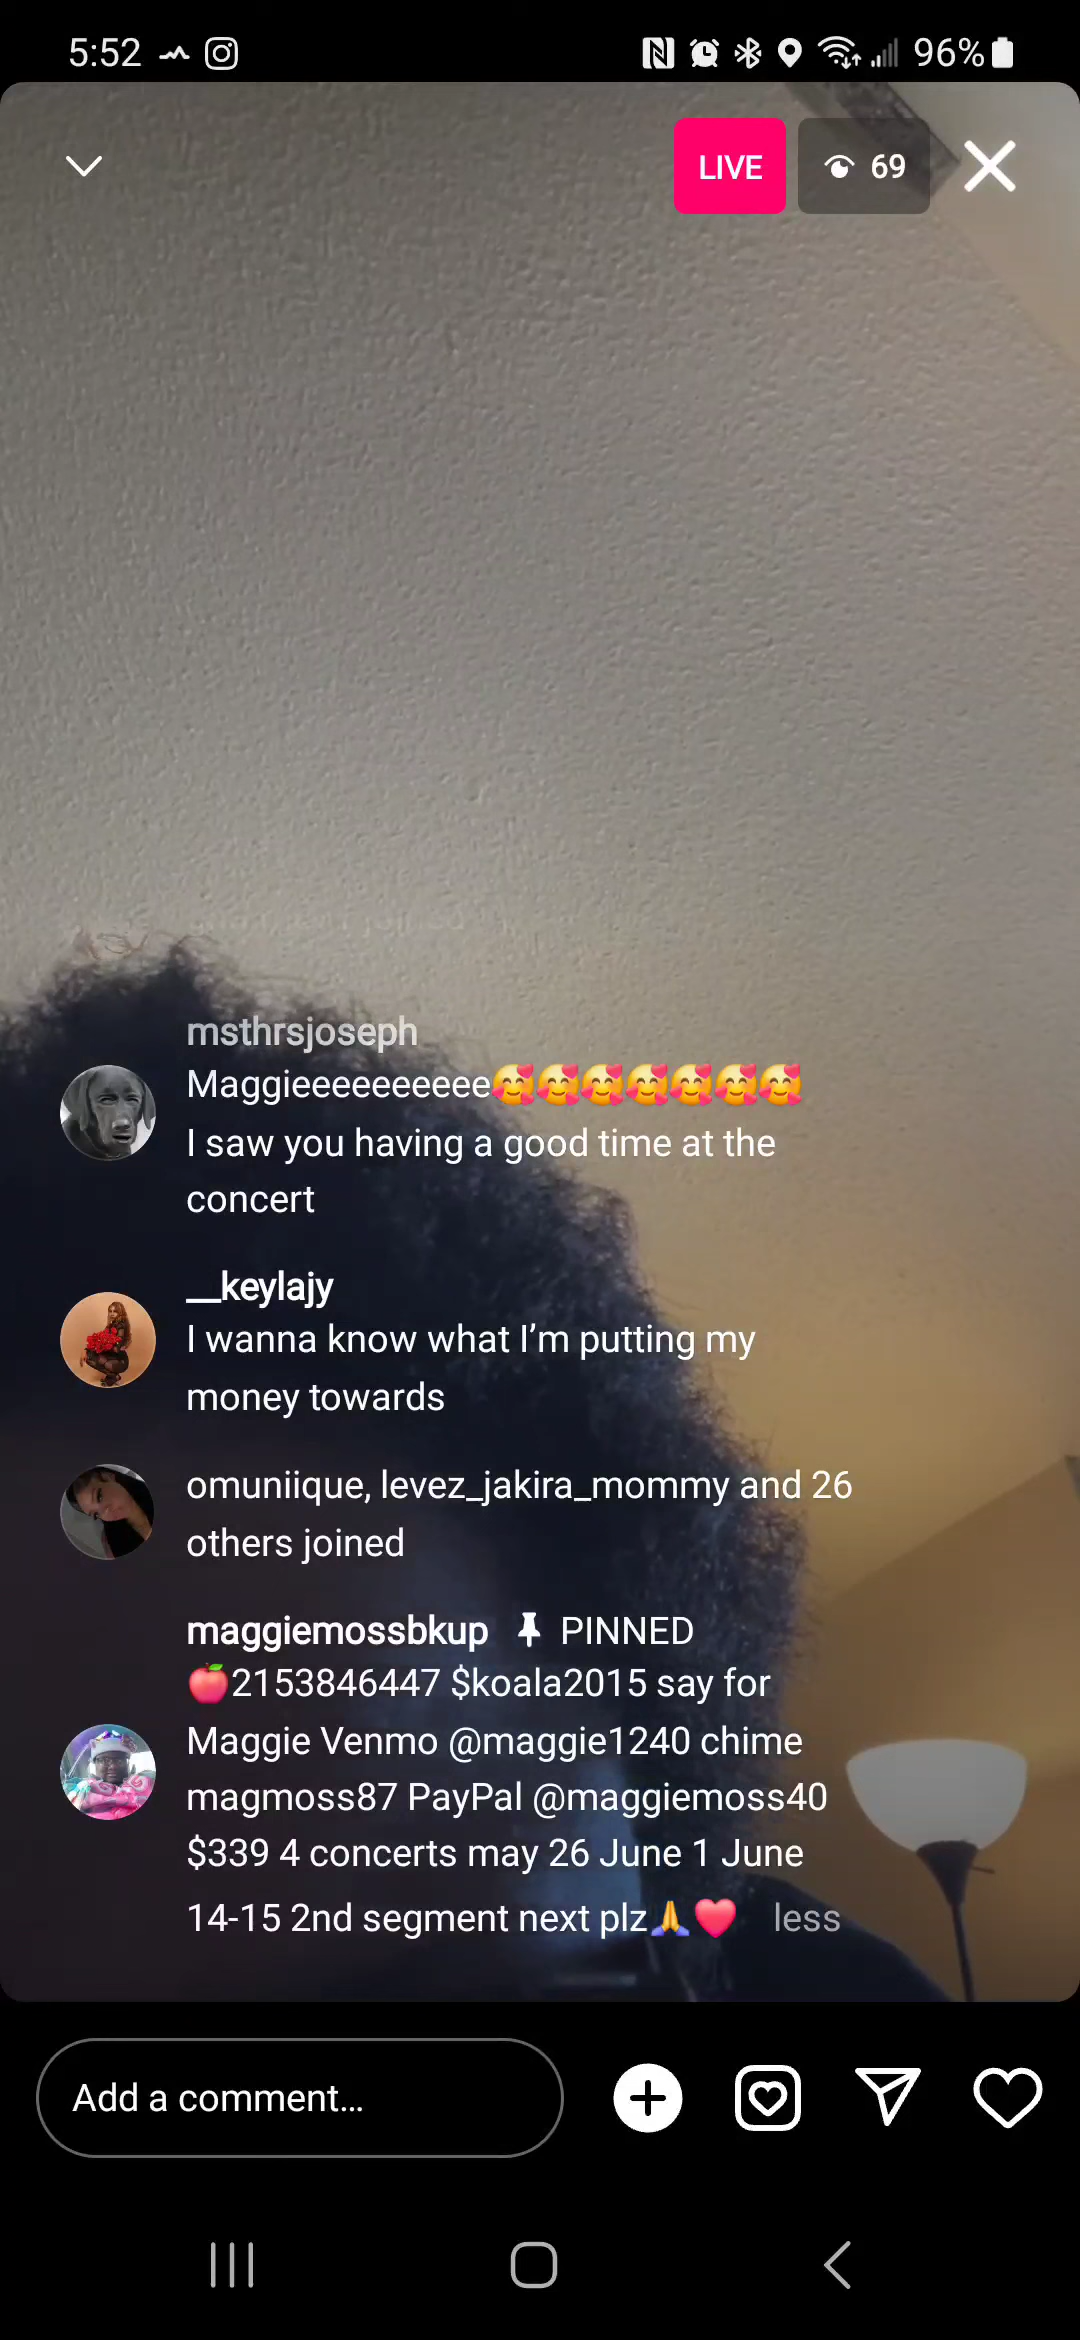 5:52
96%
LIVE
69
msthrsjoseph
Maggieeeeeeeeee🥰🥰🥰🥰🥰🥰🥰
I saw you having a good time at the
concert
__keylajy
I wanna know what I’m putting my
money towards
omuniique, levez_jakira_mommy and 26
others joined
maggiemossbkup 📌 PINNED
🍎2153846447 $koala2015 say for
Maggie Venmo @maggie1240 chime
magmoss87 PayPal @maggiemoss40
$339 4 concerts may 26 June 1 June
14-15 2nd segment next plz🙏❤️ less
Add a comment...